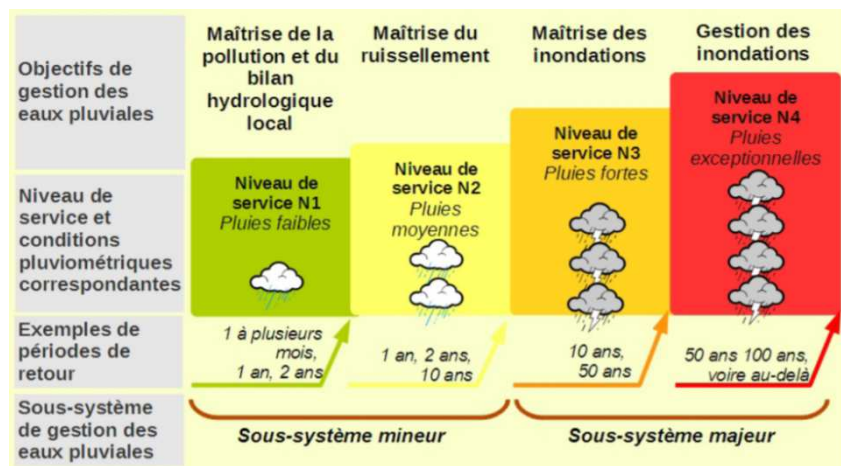 Objectifs de
gestion des
eaux pluviales
Maîtrise de la
pollution et du
bilan
hydrologique
local
Maîtrise du
ruissellement
Maîtrise des
inondations
Gestion des
inondations
Niveau de
service et
conditions
pluviométriques
correspondantes
Niveau de
service N1
Pluies faibles
Niveau de
service N2
Pluies
moyennes
Niveau de
service N3
Pluies fortes
Niveau de
service N4
Pluies
exceptionnelles
Exemples de
périodes de
retour
1 à plusieurs
mois,
1 an, 2 ans
1 an, 2 ans,
10 ans
10 ans,
50 ans
50 ans 100 ans,
voire au-delà
Sous-système
de gestion des
eaux pluviales
Sous-système mineur
Sous-système majeur